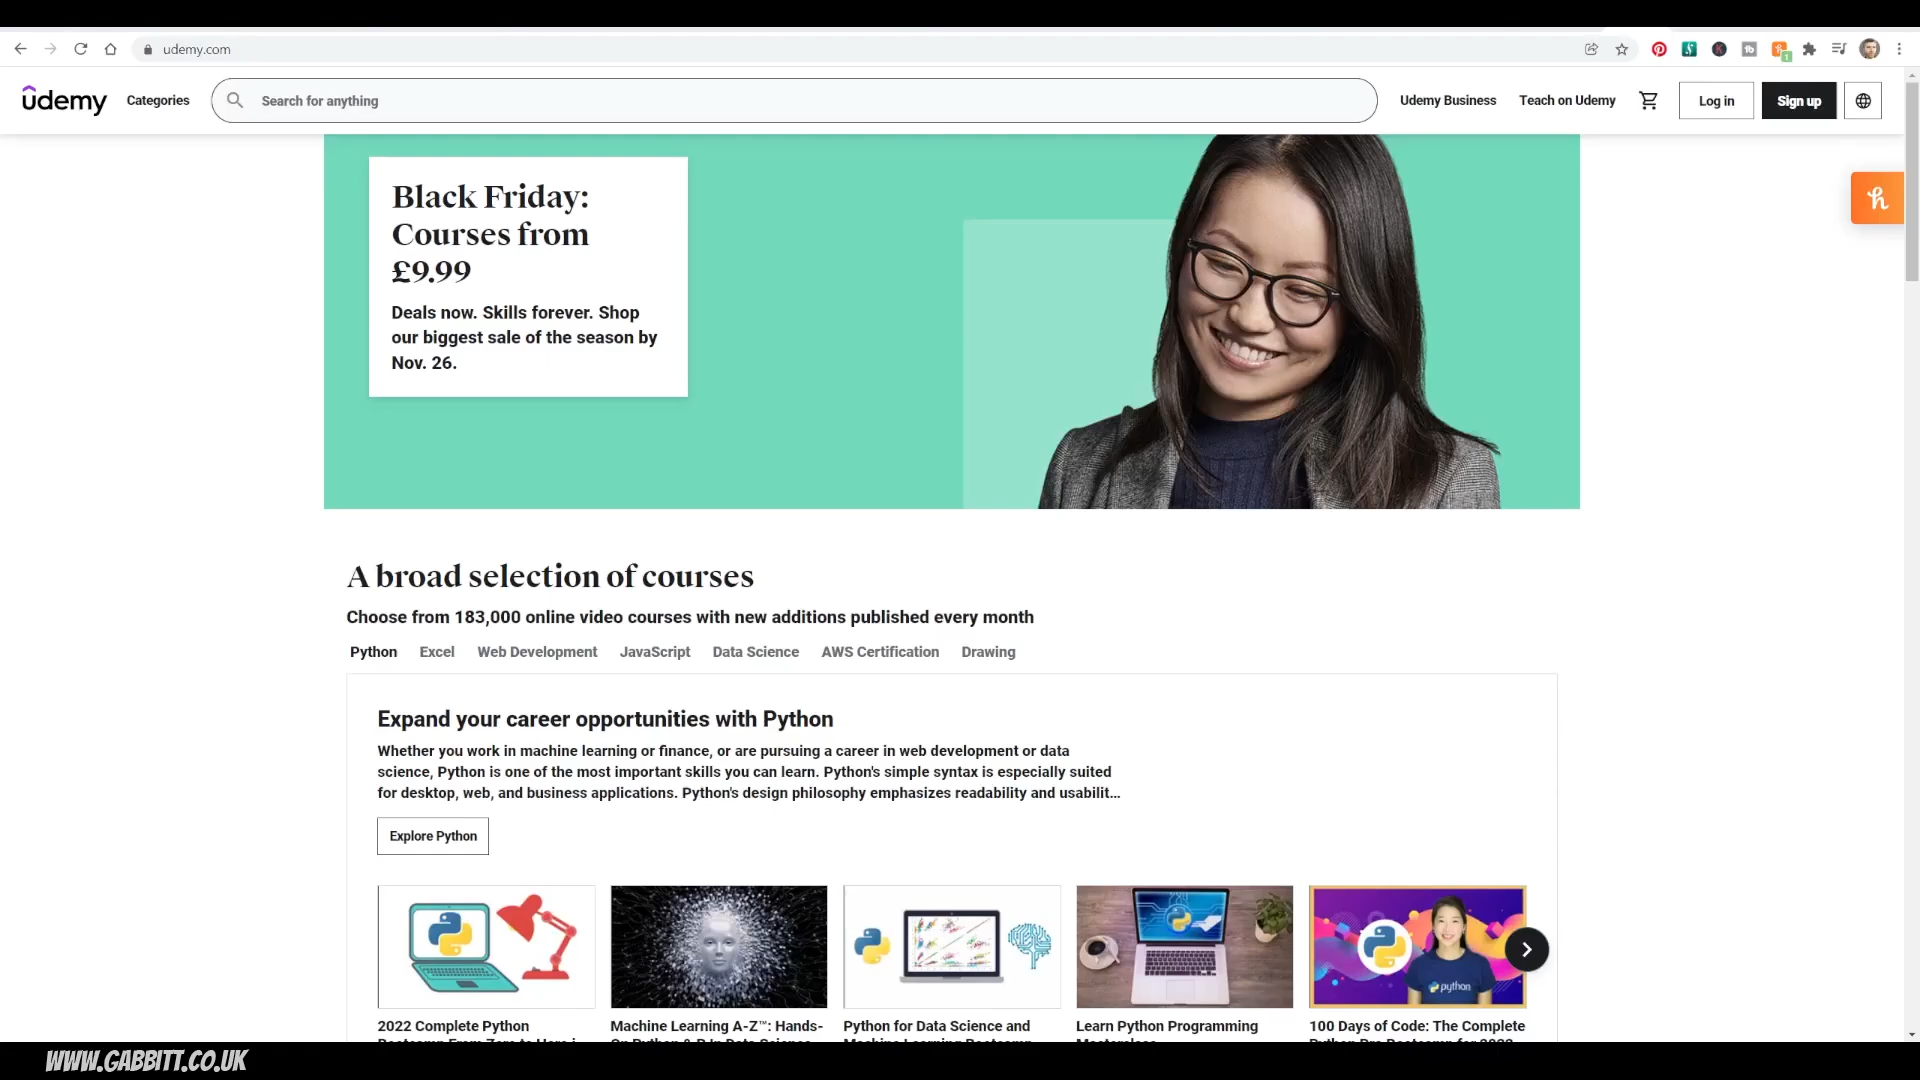 udemy.com
udemy
Categories
Search for anything
Udemy Business
Teach on Udemy
Log in
Sign up
Black Friday:
Courses from
£9.99
Deals now. Skills forever. Shop
our biggest sale of the season by
Nov. 26.
A broad selection of courses
Choose from 183,000 online video courses with new additions published every month
Python Excel Web Development JavaScript Data Science AWS Certification Drawing
Expand your career opportunities with Python
Whether you work in machine learning or finance, or are pursuing a career in web development or data
science, Python is one of the most important skills you can learn. Python's simple syntax is especially suited
for desktop, web, and business applications. Python's design philosophy emphasizes readability and usabilit...
Explore Python
python
2022 Complete Python
Machine Learning A-Z™: Hands-
Python for Data Science and
Learn Python Programming
100 Days of Code: The Complete
WWW.GABBITT.CO.UK